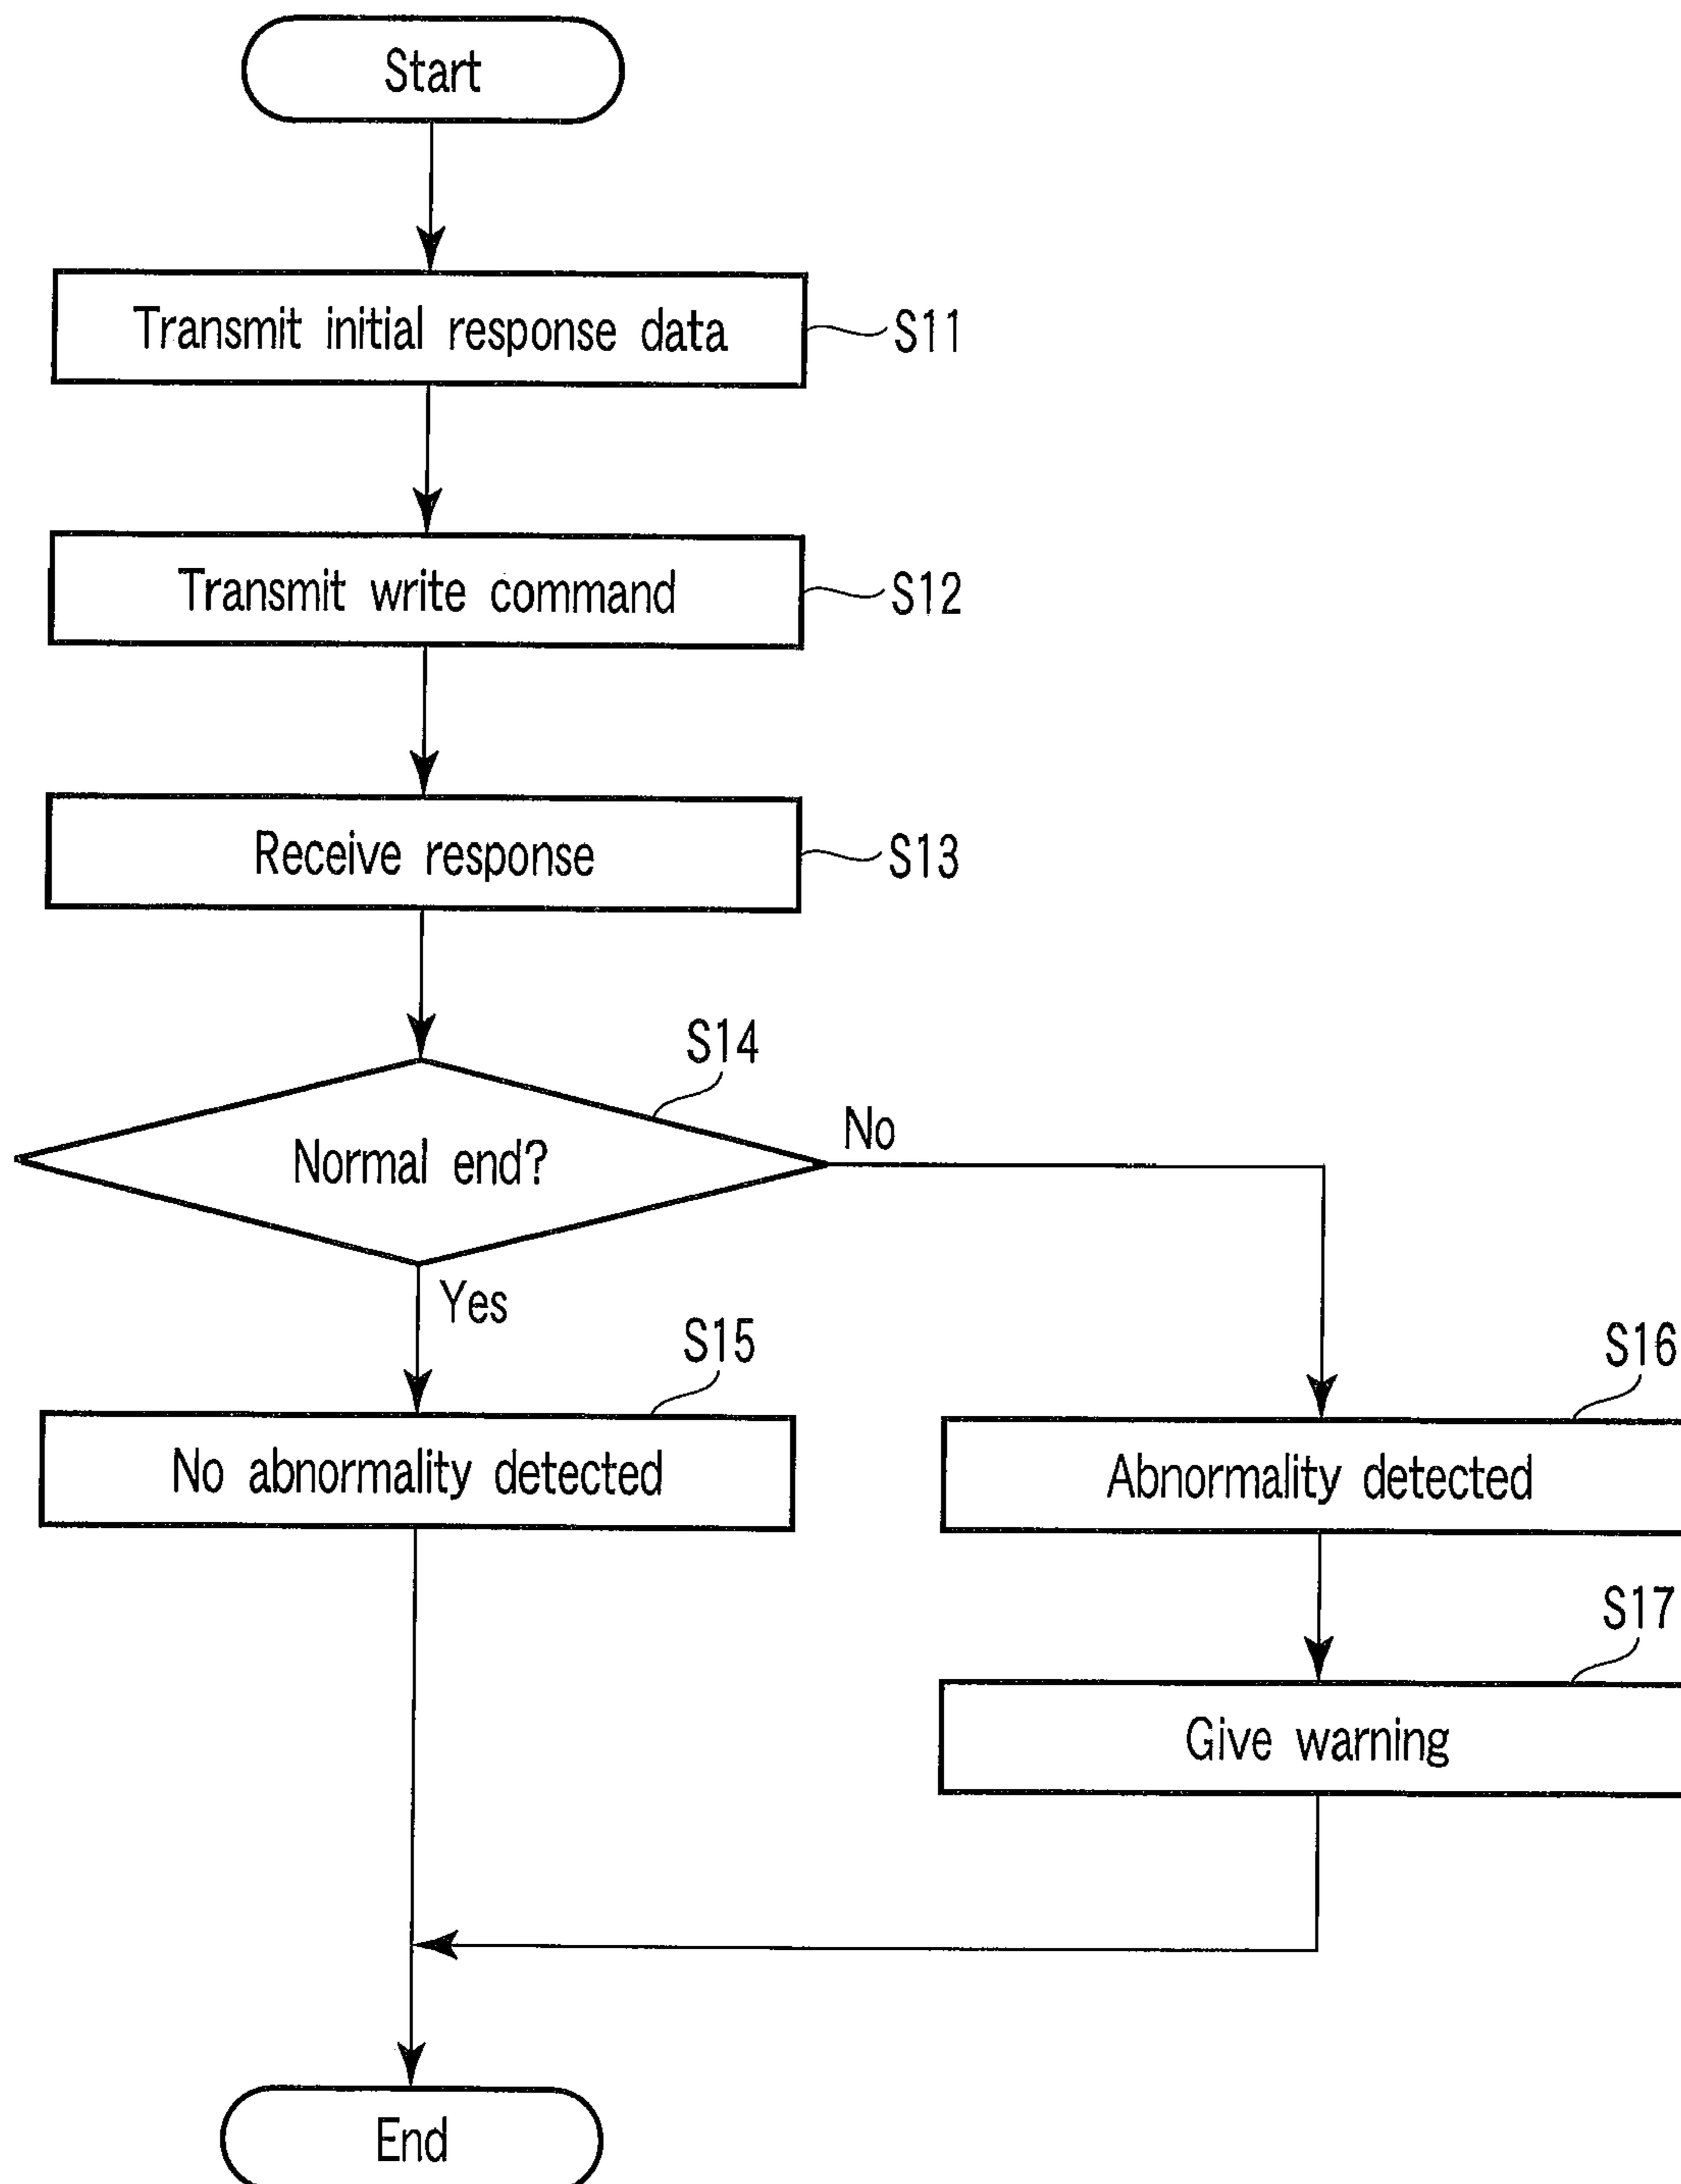 Start
Transmit initial response data
S11
Transmit write command
S12
Receive response
S13
S14
Normal end?
No
Yes
S15
No abnormality detected
S16
Abnormality detected
S17
Give warning
End